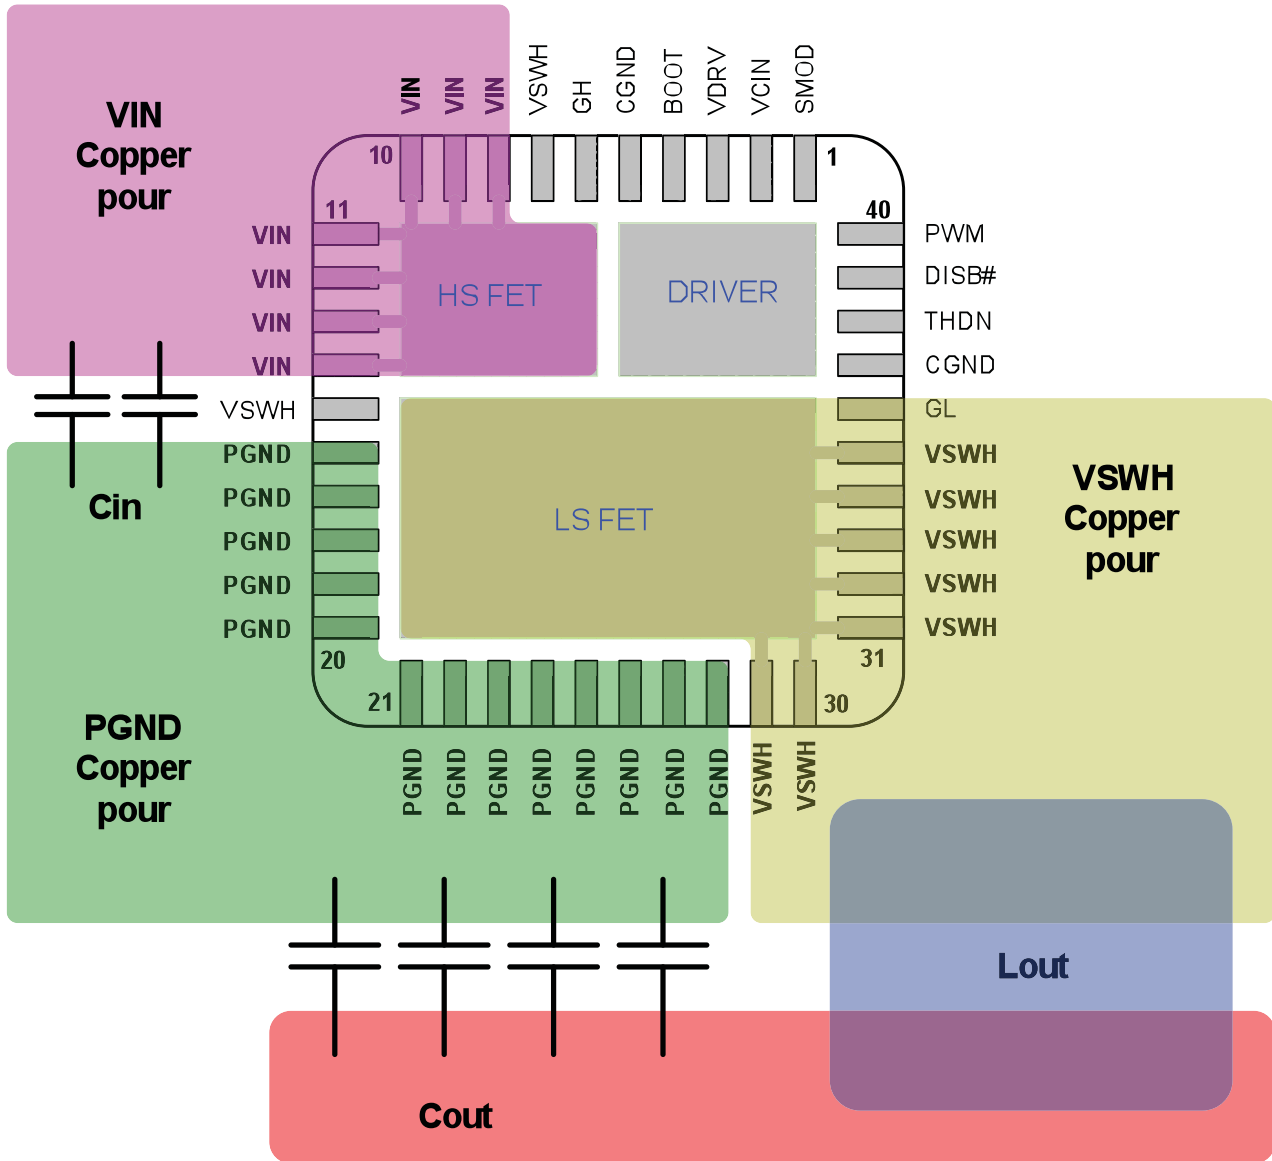 VIN
Copper
pour
VIN
VIN
VIN
VSWH
GH
CGND
BOOT
VDRV
VCIN
SMOD
10
1
11
40
VIN
VIN
VIN
VIN
VSWH
PGND
PGND
PGND
PGND
PGND
HS FET
DRIVER
LS FET
PWM
DISB#
THDN
CGND
GL
VSWH
VSWH
VSWH
VSWH
VSWH
VSWH
Copper
pour
Cin
20
31
21
30
PGND
Copper
pour
PGND
PGND
PGND
PGND
PGND
PGND
PGND
PGND
VSWH
VSWH
Lout
Cout